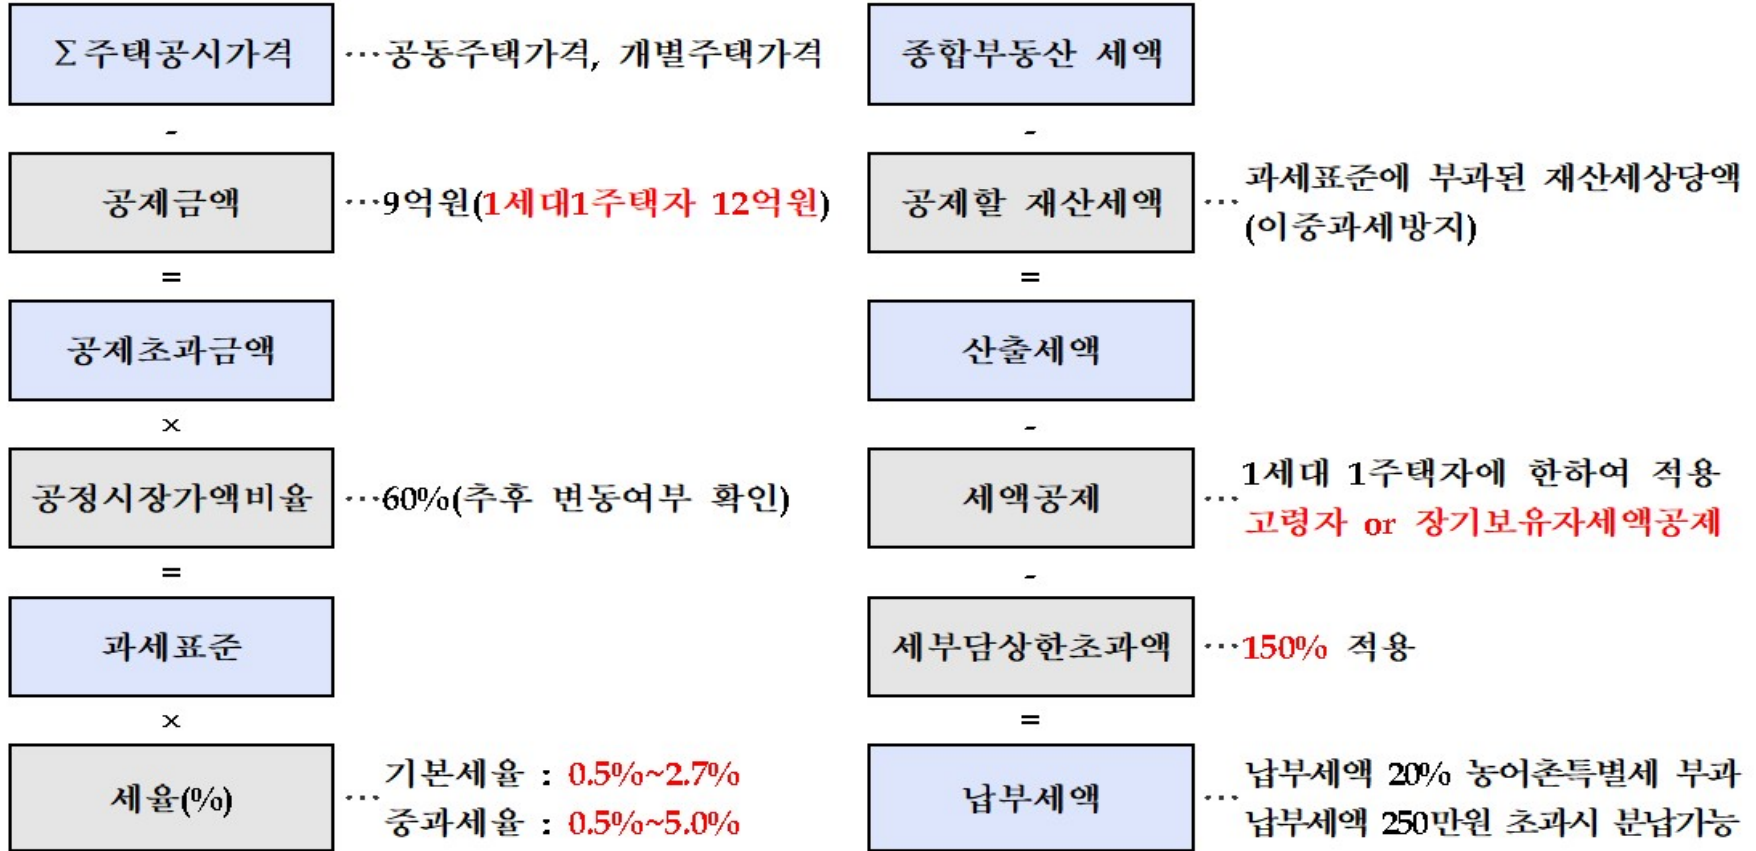 ∑주택공시가격 …공동주택가격, 개별주택가격
-
공제금액 …9억원(1세대1주택자 12억원)
=
공제초과금액
x
공정시장가액비율 …60%(추후 변동여부 확인)
=
과세표준
x
세율(%) … 기본세율 : 0.5%~2.7%
중과세율 : 0.5%~5.0%
종합부동산 세액
-
공제할 재산세액 … 과세표준에 부과된 재산세상당액
(이중과세방지)
=
산출세액
-
세액공제 … 1세대 1주택자에 한하여 적용
고령자 or 장기보유자세액공제
-
세부담상한초과액 …150% 적용
=
납부세액 … 납부세액 20% 농어촌특별세 부과
납부세액 250만원 초과시 분납가능